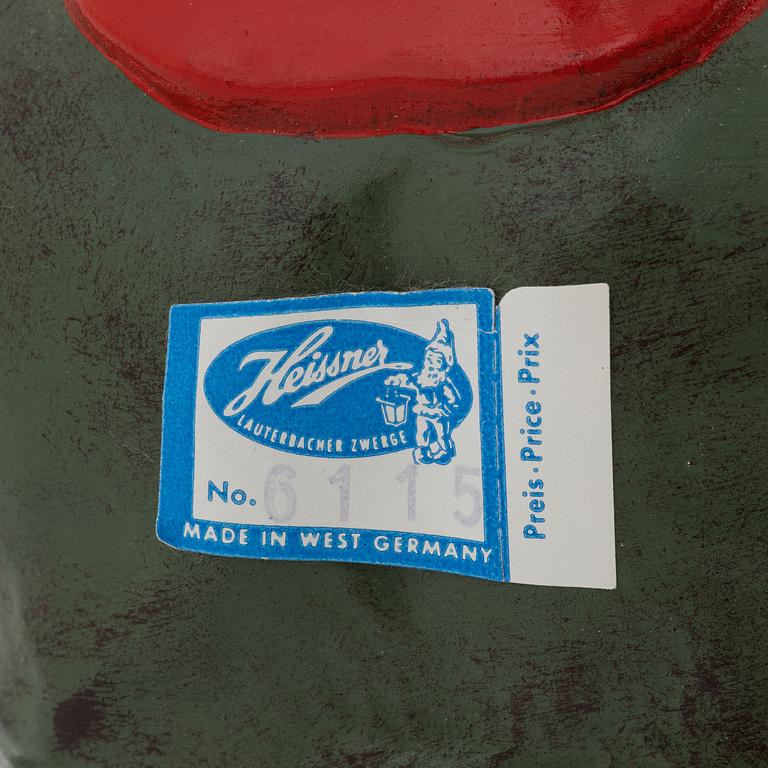 Heissner
LAUTERBACHER ZWERGE
No. 6115
MADE IN WEST GERMANY
Preis · Price · Prix